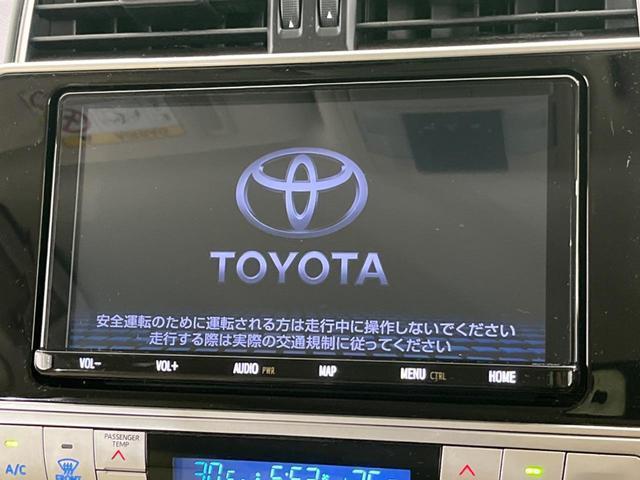 TOYOTA
安全運転のために運転される方は走行中に操作しないでください
走行する際は実際の交通規制に従ってください
VOL− VOL+ AUDIO PWR MAP MENU CTRL HOME
PASSENGER TEMP
A/C FRONT